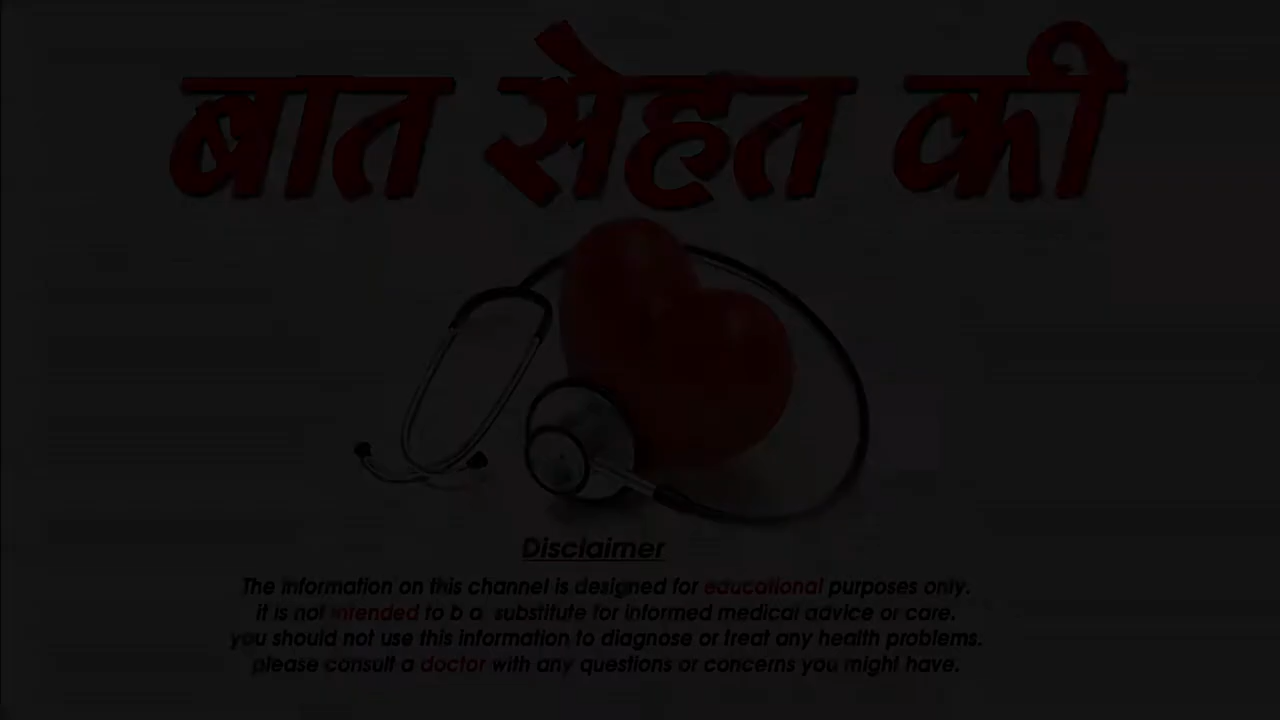 बात सेहत की
Disclaimer
The information on this channel is designed for educational purposes only.
it is not intended to b a substitute for informed medical advice or care.
you should not use this information to diagnose or treat any health problems.
please consult a doctor with any questions or concerns you might have.